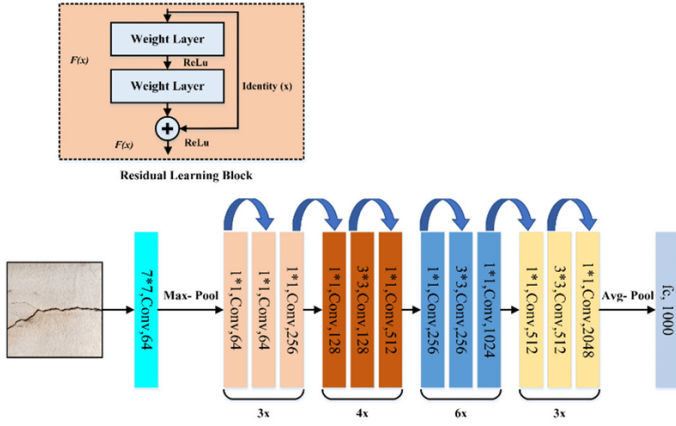 Weight Layer
F(x)
ReLu
Weight Layer
Identity (x)
+
F(x)
ReLu
Residual Learning Block
7*7,Conv,64
Max- Pool
1*1,Conv,64
1*1,Conv,64
1*1,Conv,256
1*1,Conv,128
3*3,Conv,128
1*1,Conv,512
1*1,Conv,256
3*3,Conv,256
1*1,Conv,1024
1*1,Conv,512
3*3,Conv,512
1*1,Conv,2048
Avg- Pool
fc, 1000
3x
4x
6x
3x